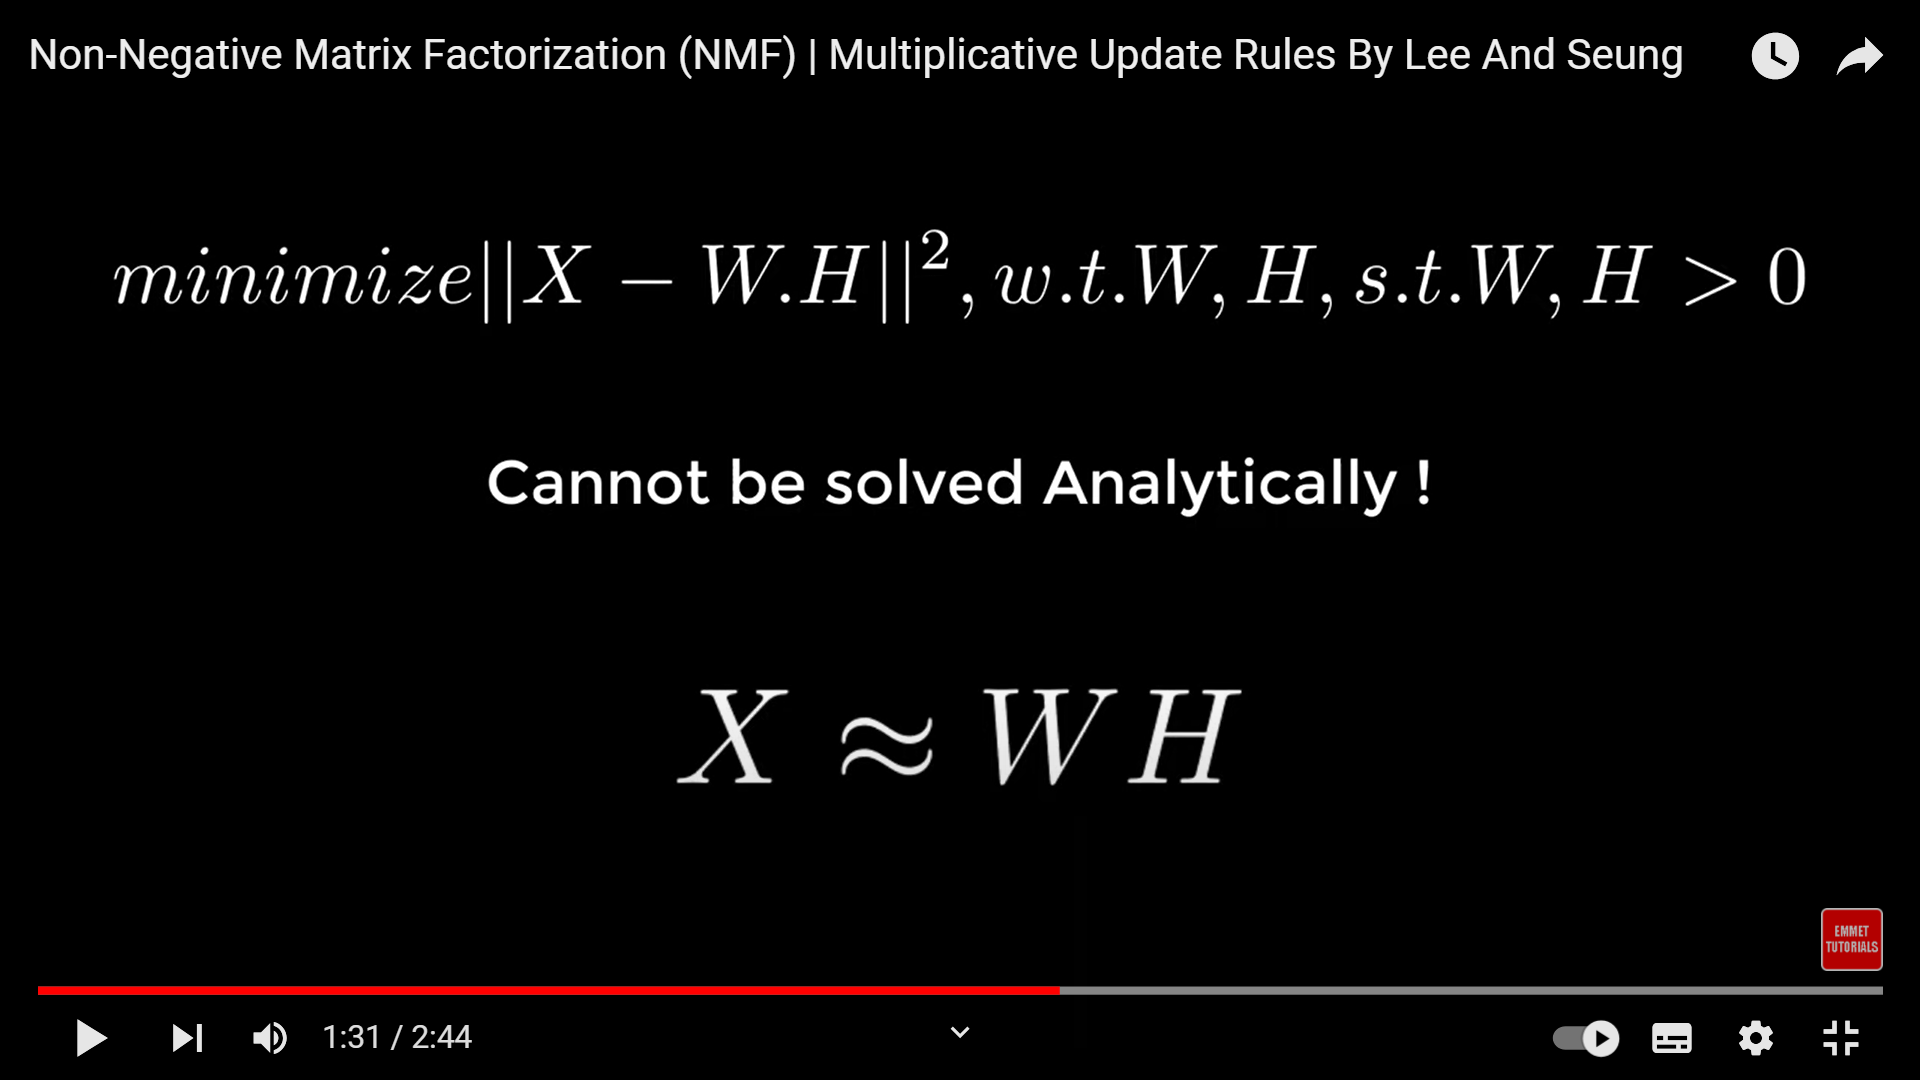 Non-Negative Matrix Factorization (NMF) | Multiplicative Update Rules By Lee And Seung
minimize||X − W.H||², w.t.W, H, s.t.W, H > 0
Cannot be solved Analytically !
X ≈ W H
EMMET
TUTORIALS
1:31 / 2:44